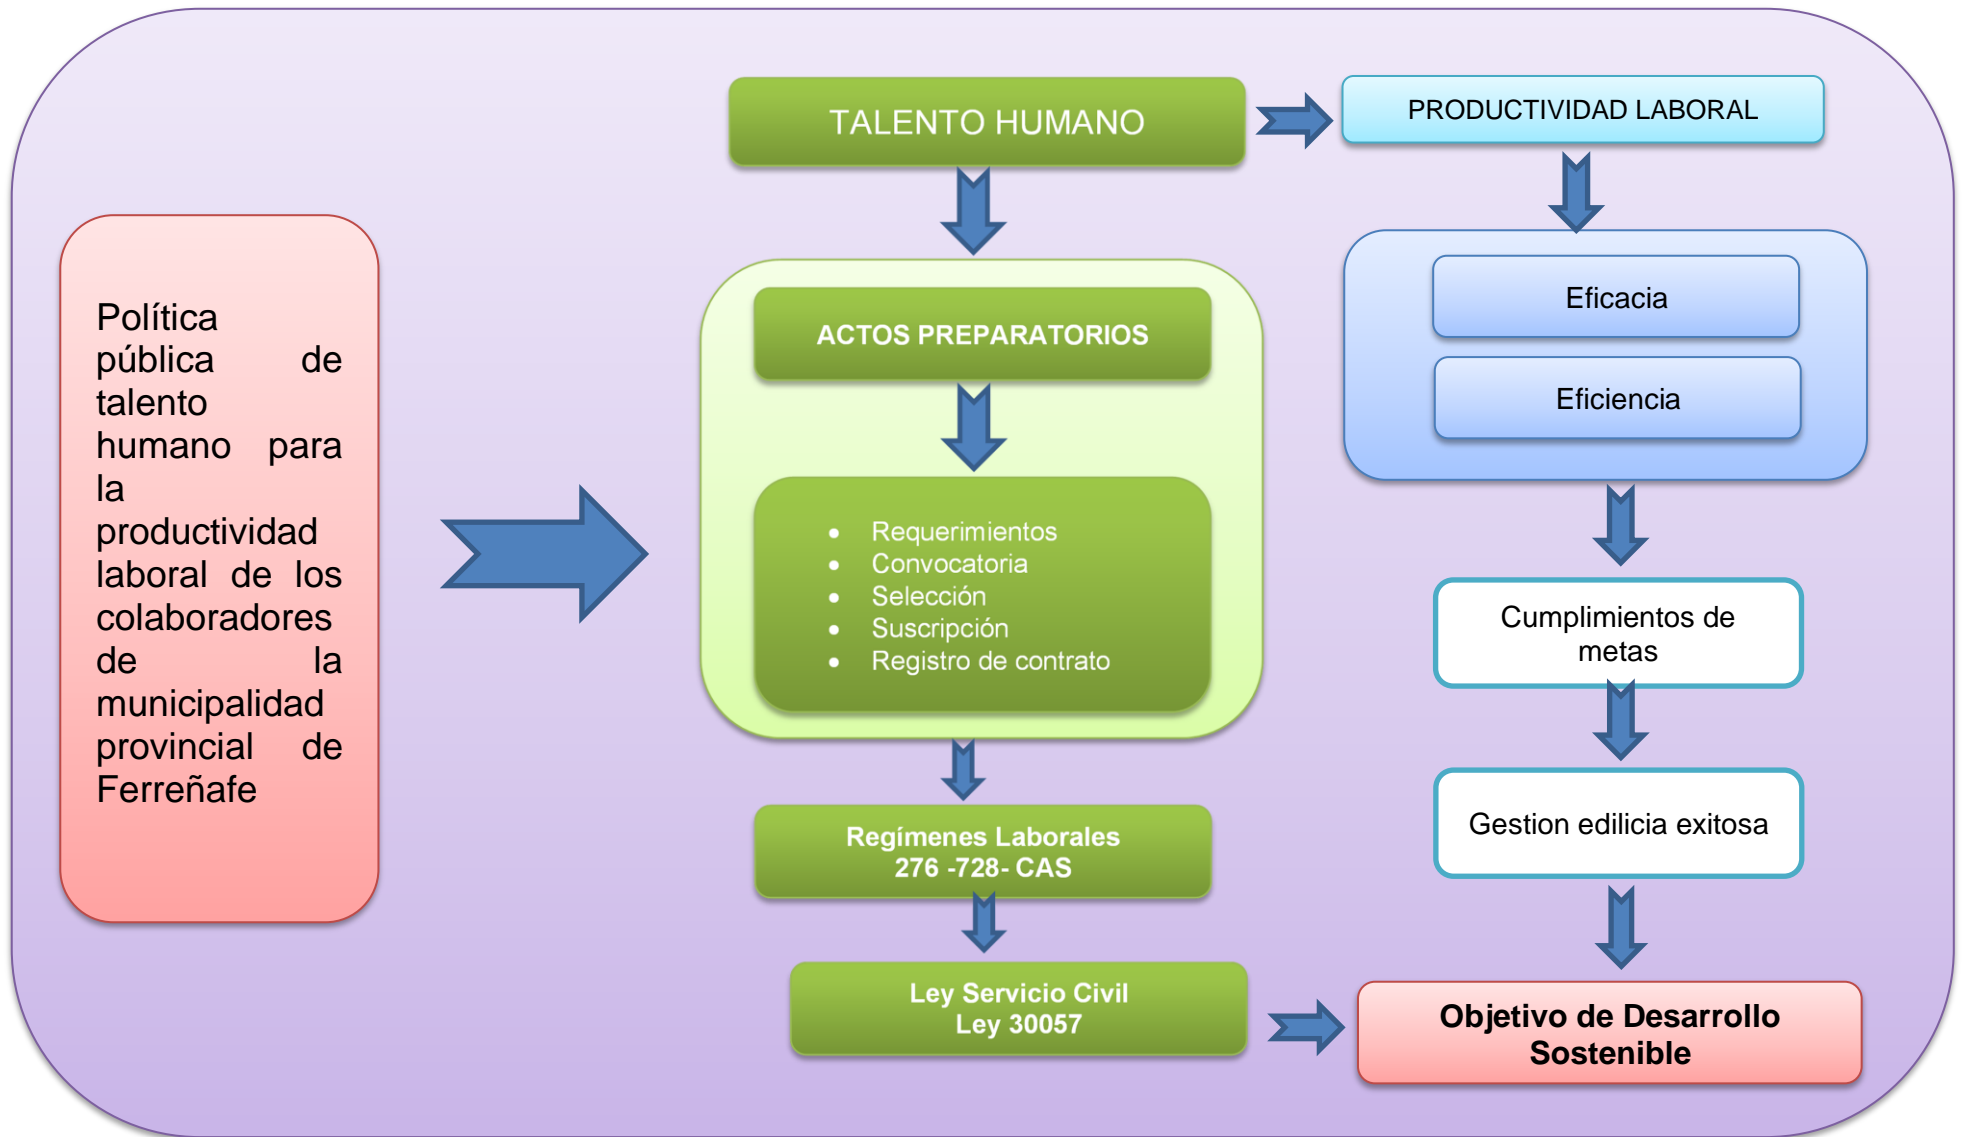 Política
pública de
talento
humano para
la
productividad
laboral de los
colaboradores
de la
municipalidad
provincial de
Ferreñafe
TALENTO HUMANO
ACTOS PREPARATORIOS
• Requerimientos
• Convocatoria
• Selección
• Suscripción
• Registro de contrato
Regímenes Laborales
276 -728- CAS
Ley Servicio Civil
Ley 30057
PRODUCTIVIDAD LABORAL
Eficacia
Eficiencia
Cumplimientos de
metas
Gestion edilicia exitosa
Objetivo de Desarrollo
Sostenible